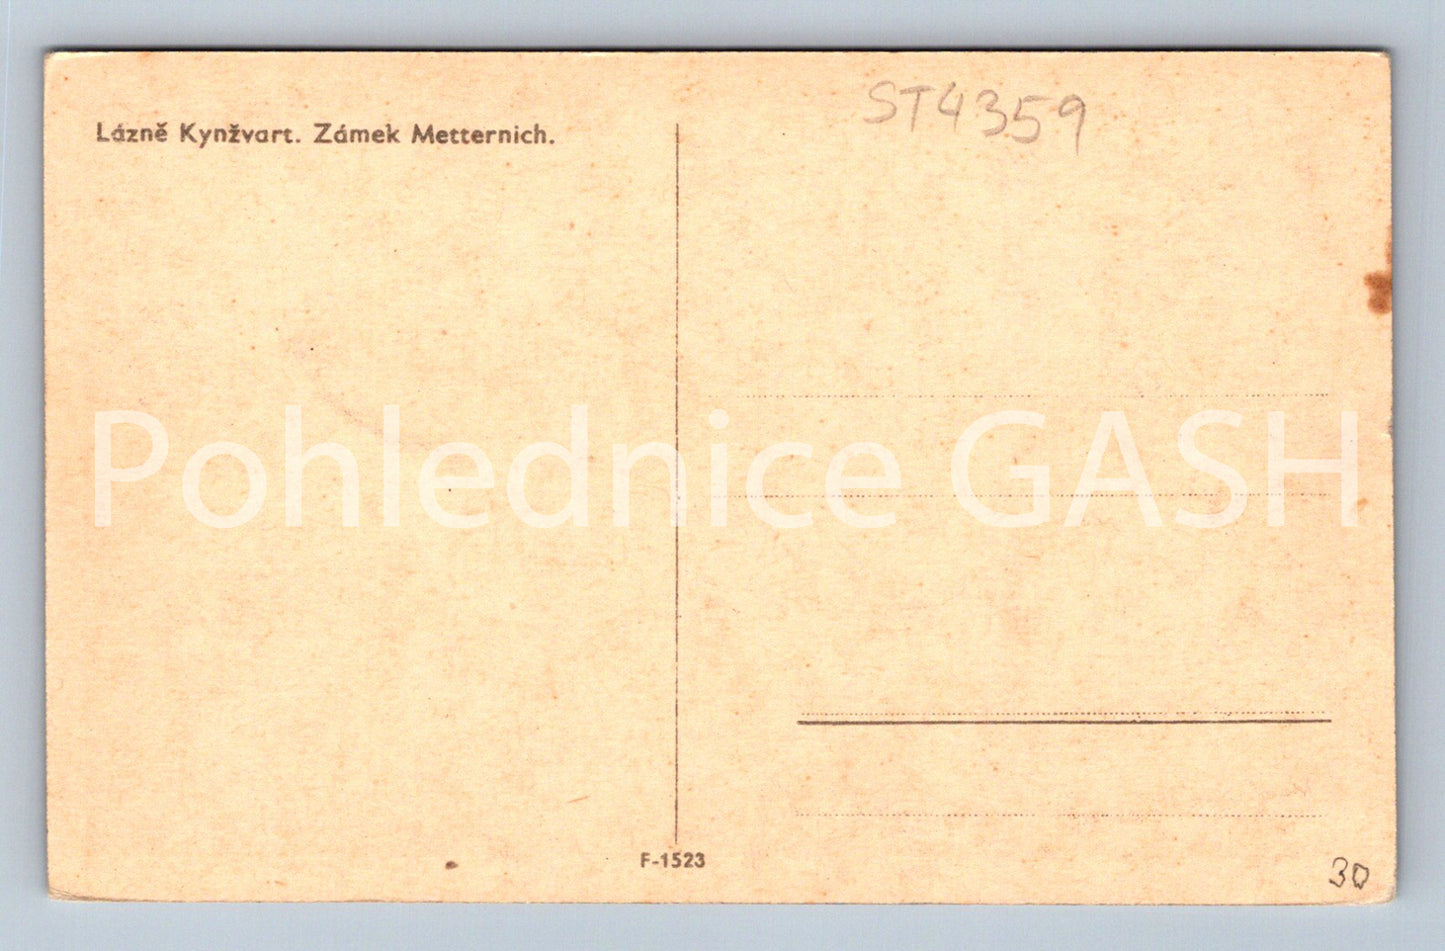 ST4359
Lázně Kynžvart. Zámek Metternich.
Pohlednice GASH
F-1523
30